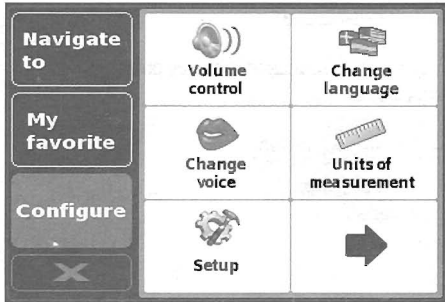 Navigate
to
My
favorite
Configure
Volume
control
Change
language
Change
voice
Units of
measurement
Setup